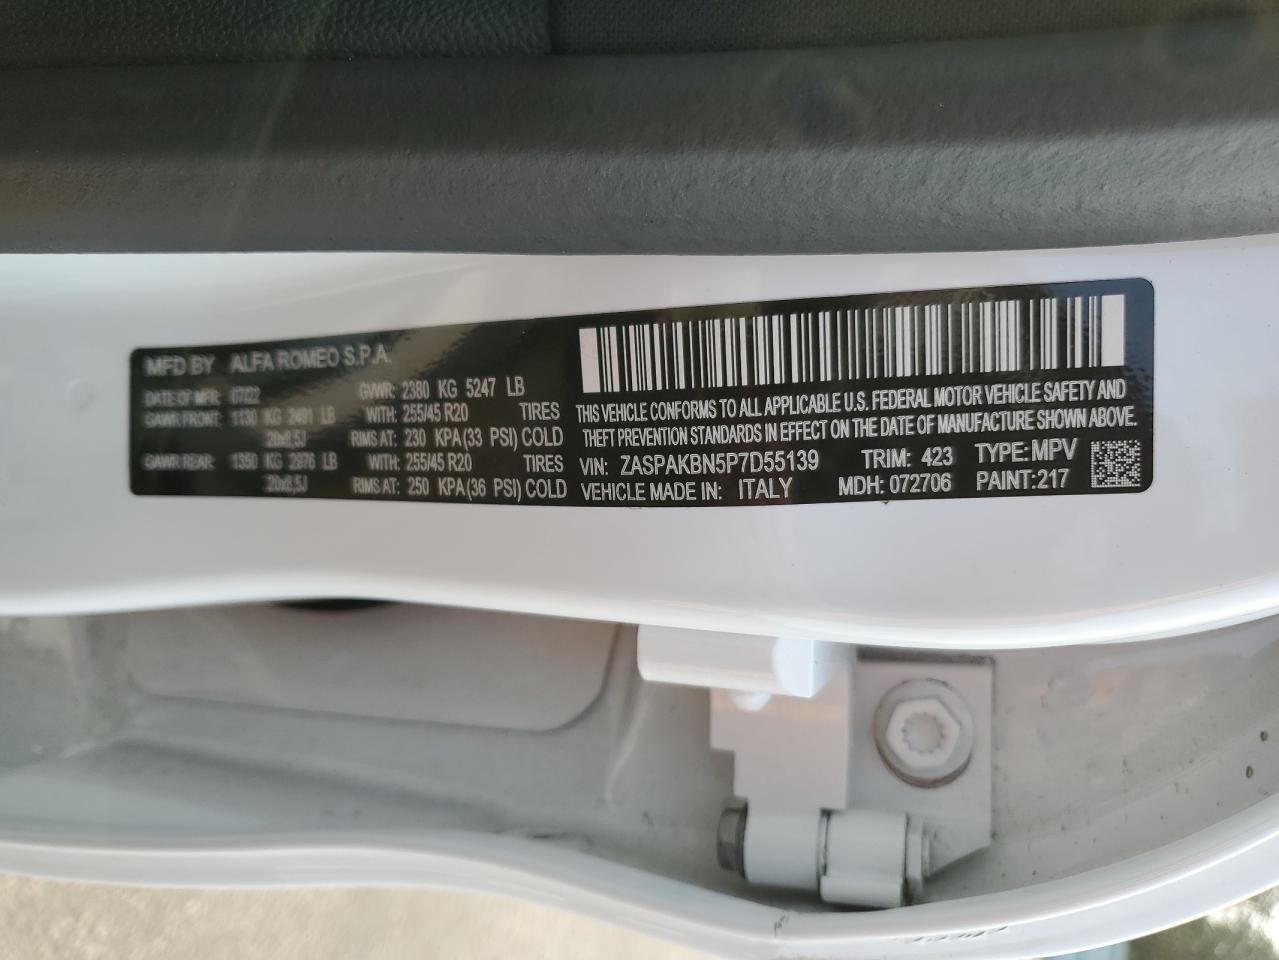 MFD BY ALFA ROMEO S.P.A.
DATE OF MFR: 07/22 GVWR: 2380 KG 5247 LB
GAWR FRONT: 1130 KG 2491 LB WITH: 255/45 R20 TIRES
20x8,5J RIMS AT: 230 KPA(33 PSI) COLD
GAWR REAR: 1350 KG 2976 LB WITH: 255/45 R20 TIRES
20x8,5J RIMS AT: 250 KPA(36 PSI) COLD
THIS VEHICLE CONFORMS TO ALL APPLICABLE U.S. FEDERAL MOTOR VEHICLE SAFETY AND
THEFT PREVENTION STANDARDS IN EFFECT ON THE DATE OF MANUFACTURE SHOWN ABOVE.
VIN: ZASPAKBN5P7D55139 TRIM: 423 TYPE: MPV
VEHICLE MADE IN: ITALY MDH: 072706 PAINT:217